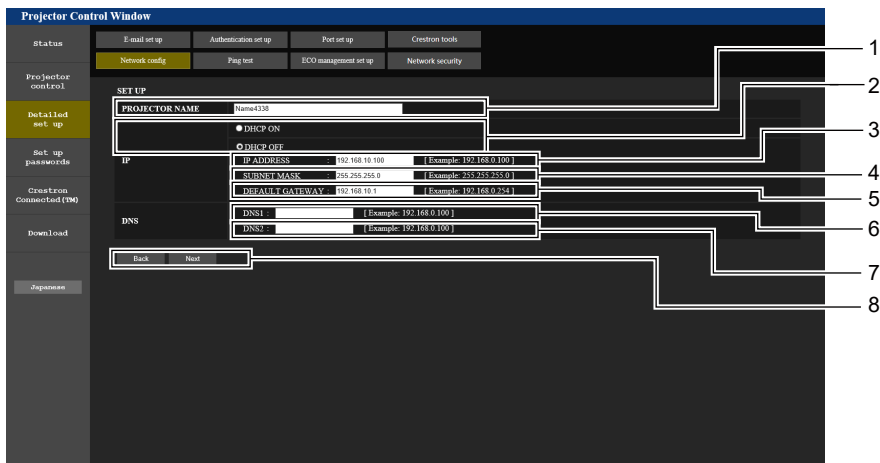 Projector Control Window
Status
E-mail set up
Authentication set up
Port set up
Crestron tools
Network config
Ping test
ECO management set up
Network security
Projector
control
Detailed
set up
Set up
passwords
Crestron
Connected(TM)
Download
Japanese
SET UP
PROJECTOR NAME Name4338
DHCP ON
DHCP OFF
IP
IP ADDRESS : 192.168.10.100 [ Example: 192.168.0.100 ]
SUBNET MASK : 255.255.255.0 [ Example: 255.255.255.0 ]
DEFAULT GATEWAY : 192.168.10.1 [ Example: 192.168.0.254 ]
DNS
DNS1 : [ Example: 192.168.0.100 ]
DNS2 : [ Example: 192.168.0.100 ]
Back Next
1
2
3
4
5
6
7
8